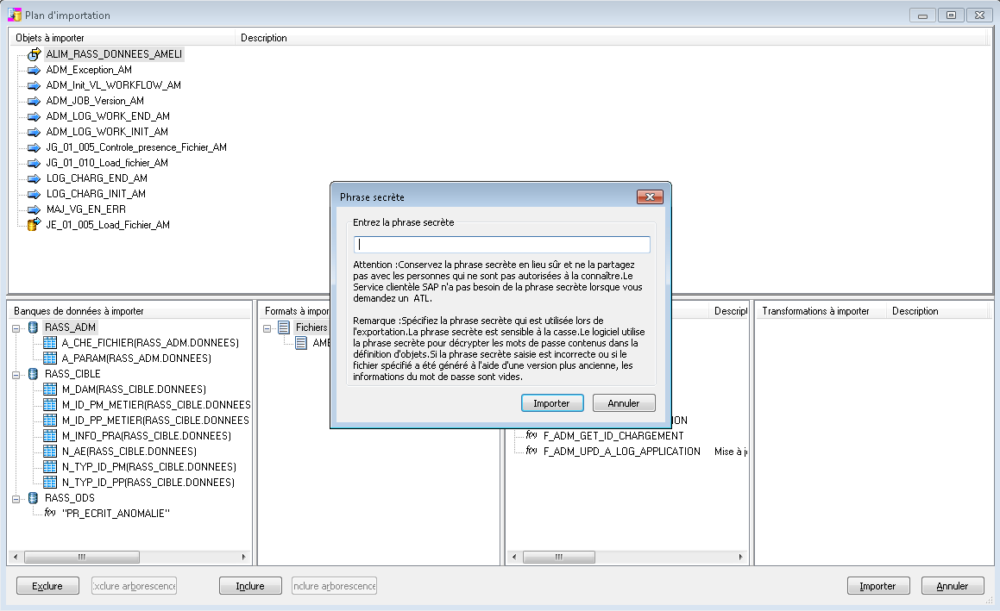 Plan d'importation
Objets à importer
Description
ALIM_RASS_DONNEES_AMELI
ADM_Exception_AM
ADM_Init_VL_WORKFLOW_AM
ADM_JOB_Version_AM
ADM_LOG_WORK_END_AM
ADM_LOG_WORK_INIT_AM
JG_01_005_Controle_presence_Fichier_AM
JG_01_010_Load_fichier_AM
LOG_CHARG_END_AM
LOG_CHARG_INIT_AM
MAJ_VG_EN_ERR
JE_01_005_Load_Fichier_AM
Phrase secrète
Entrez la phrase secrète
Attention :Conservez la phrase secrète en lieu sûr et ne la partagez
pas avec les personnes qui ne sont pas autorisées à la connaître.Le
Service clientèle SAP n'a pas besoin de la phrase secrète lorsque vous
demandez un ATL.
Remarque :Spécifiez la phrase secrète qui est utilisée lors de
l'exportation.La phrase secrète est sensible à la casse.Le logiciel utilise
la phrase secrète pour décrypter les mots de passe contenus dans la
définition d'objets.Si la phrase secrète saisie est incorrecte ou si le
fichier spécifié a été généré à l'aide d'une version plus ancienne, les
informations du mot de passe sont vides.
Importer
Annuler
Banques de données à importer
RASS_ADM
A_CHE_FICHIER(RASS_ADM.DONNEES)
A_PARAM(RASS_ADM.DONNEES)
RASS_CIBLE
M_DAM(RASS_CIBLE.DONNEES)
M_ID_PM_METIER(RASS_CIBLE.DONNEES
M_ID_PP_METIER(RASS_CIBLE.DONNEES
M_INFO_PRA(RASS_CIBLE.DONNEES)
N_AE(RASS_CIBLE.DONNEES)
N_TYP_ID_PM(RASS_CIBLE.DONNEES)
N_TYP_ID_PP(RASS_CIBLE.DONNEES)
RASS_ODS
f(x) "PR_ECRIT_ANOMALIE"
Formats à impor
Fichiers
AME
Descript
ION
f(x) F_ADM_GET_ID_CHARGEMENT
f(x) F_ADM_UPD_A_LOG_APPLICATION
Mise à jo
Transformations à importer
Description
Exclure
xclure arborescence
Inclure
nclure arborescence
Importer
Annuler